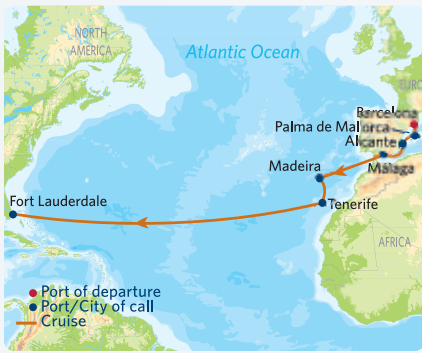 NORTH
AMERICA
Atlantic Ocean
Barcelona
Palma de Mallorca
Alicante
Madeira
Málaga
Fort Lauderdale
Tenerife
AFRICA
Port of departure
Port/City of call
Cruise